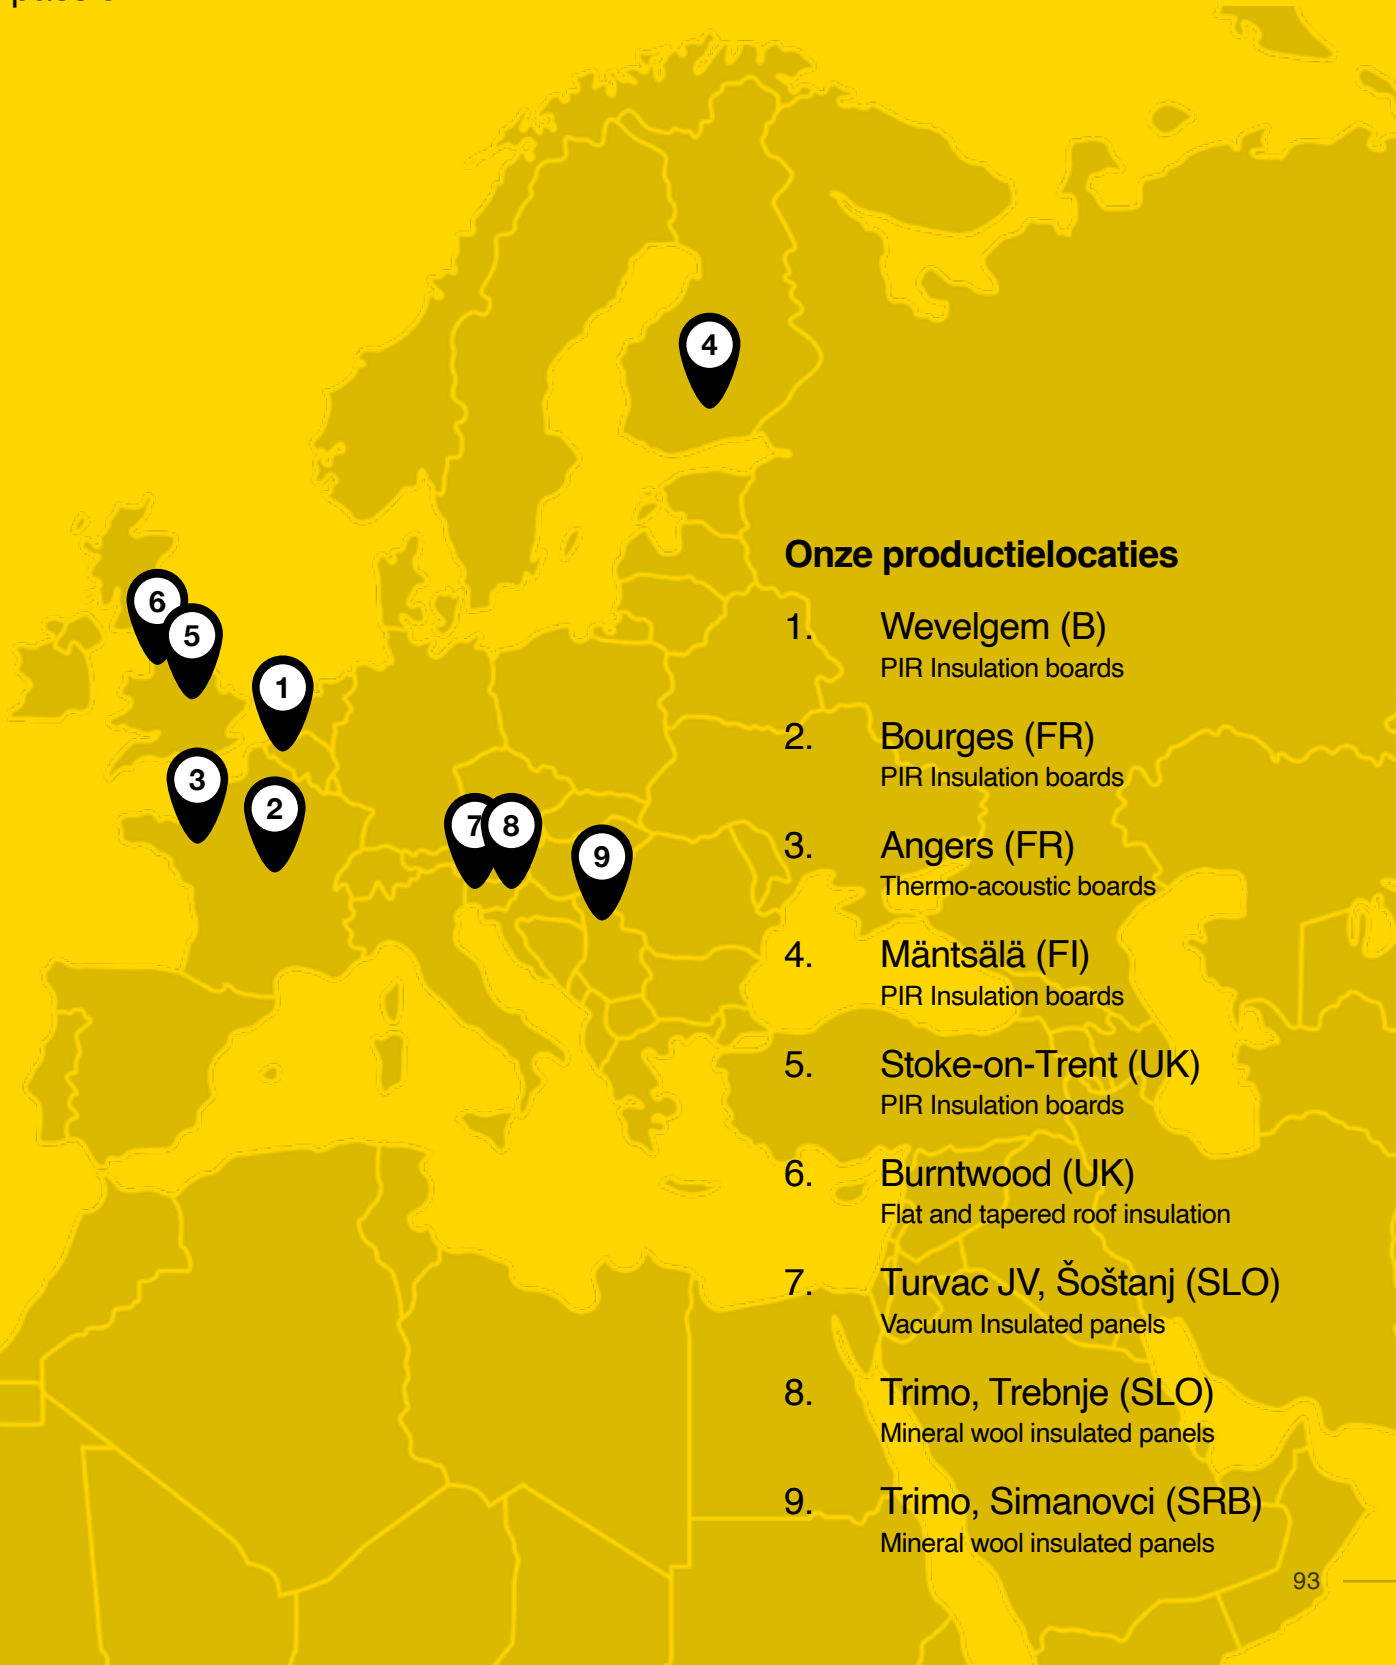 6
5
1
3
2
4
7
8
9
Onze productielocaties
1. Wevelgem (B)
PIR Insulation boards
2. Bourges (FR)
PIR Insulation boards
3. Angers (FR)
Thermo-acoustic boards
4. Mäntsälä (FI)
PIR Insulation boards
5. Stoke-on-Trent (UK)
PIR Insulation boards
6. Burntwood (UK)
Flat and tapered roof insulation
7. Turvac JV, Šoštanj (SLO)
Vacuum Insulated panels
8. Trimo, Trebnje (SLO)
Mineral wool insulated panels
9. Trimo, Simanovci (SRB)
Mineral wool insulated panels
93